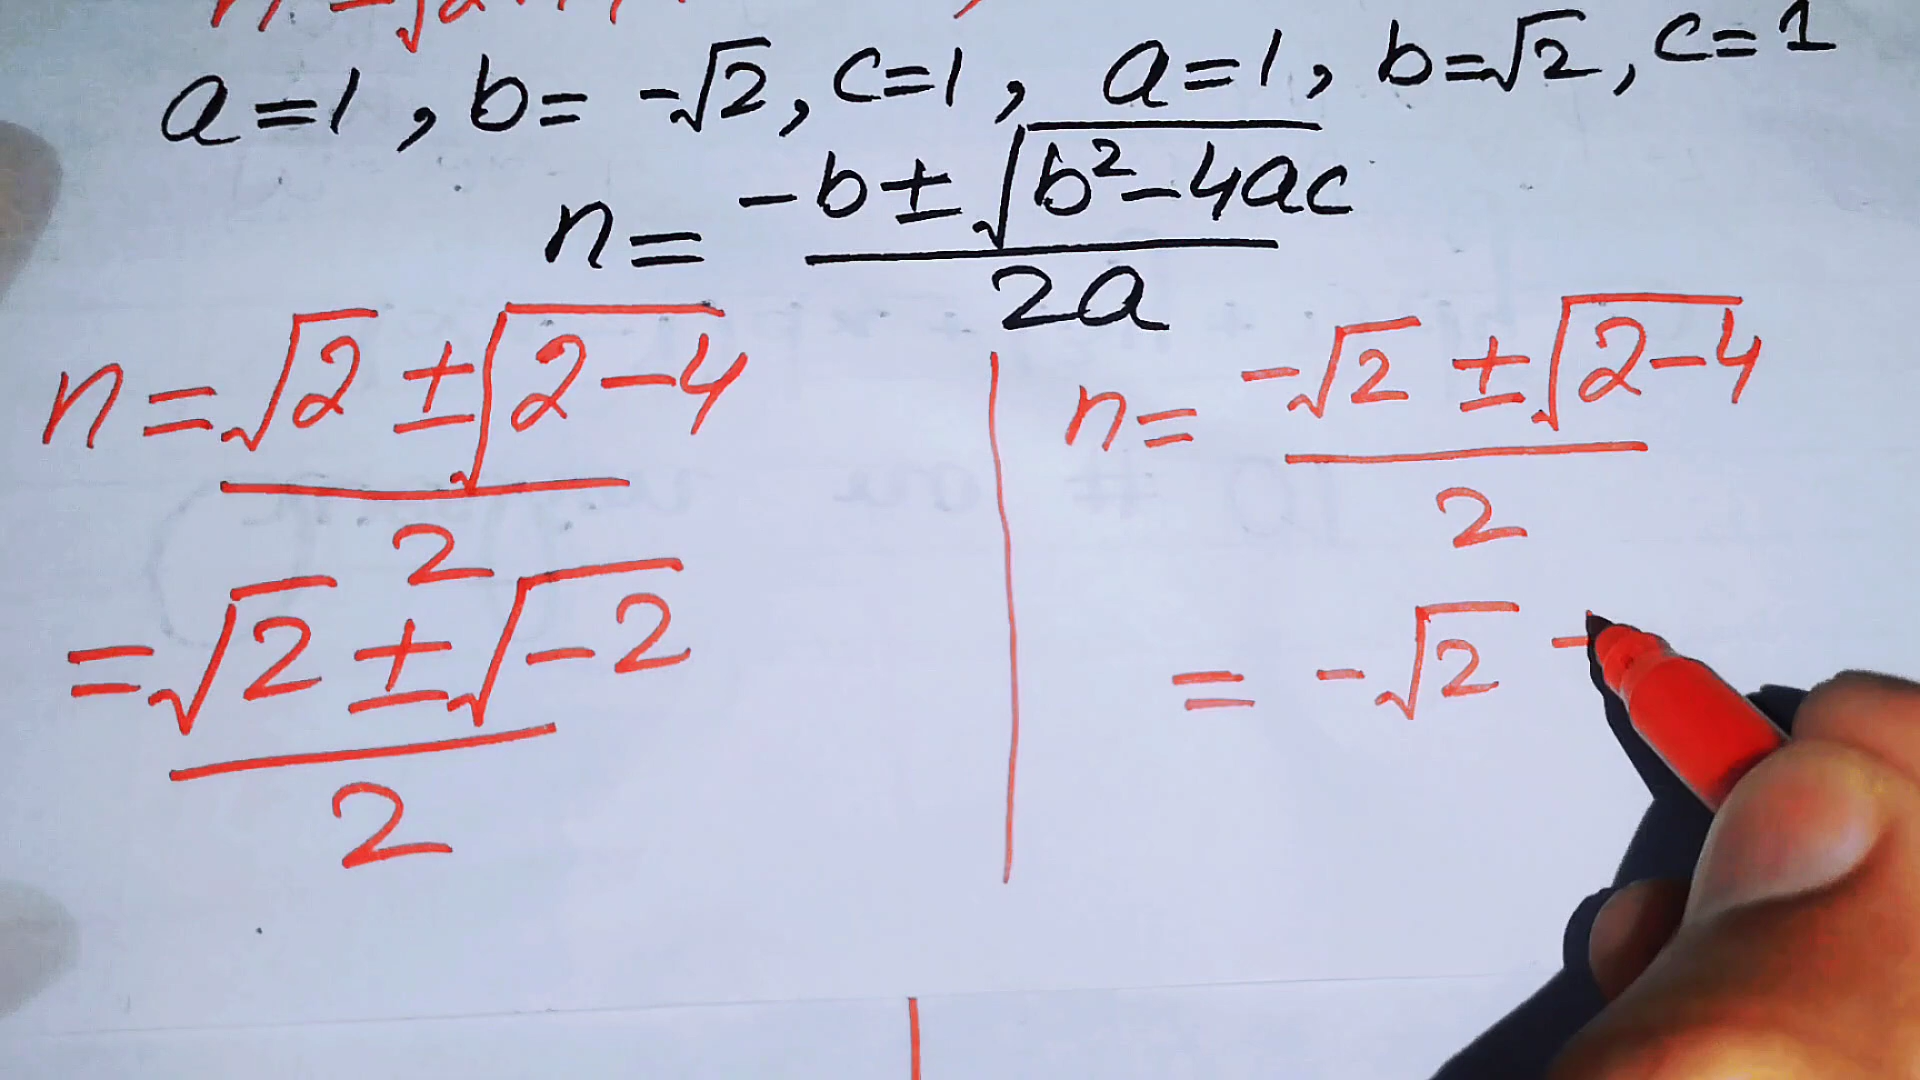 a=1, b= -√2, c=1, a=1, b=√2, c=1
n= (-b±√(b²-4ac))/2a
n= (√2 ±√(2-4))/2
= (√2 ±√(-2))/2
n= (-√2 ±√(2-4))/2
= -√2 -